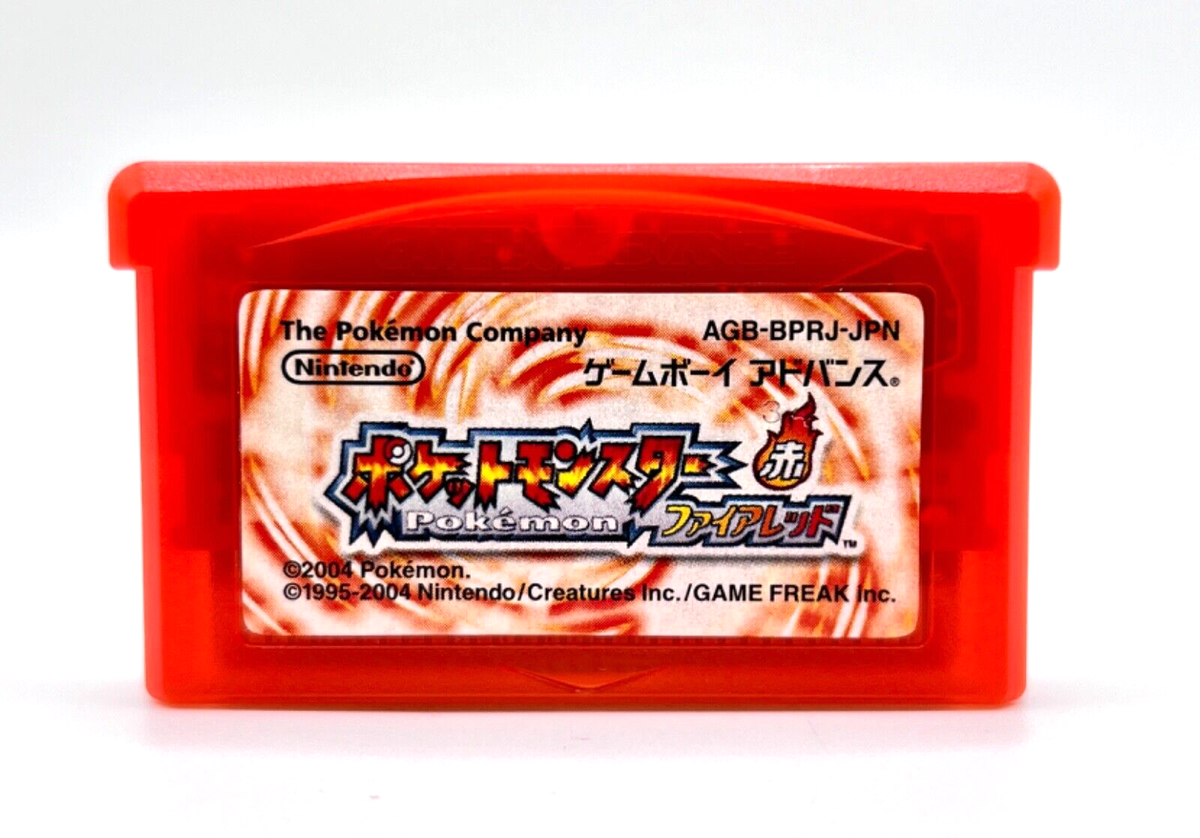 The Pokémon Company
AGB-BPRJ-JPN
Nintendo
ゲームボーイ アドバンス®
ポケットモンスター
赤
Pokémon
ファイアレッド™
©2004 Pokémon.
©1995-2004 Nintendo/Creatures Inc./GAME FREAK inc.